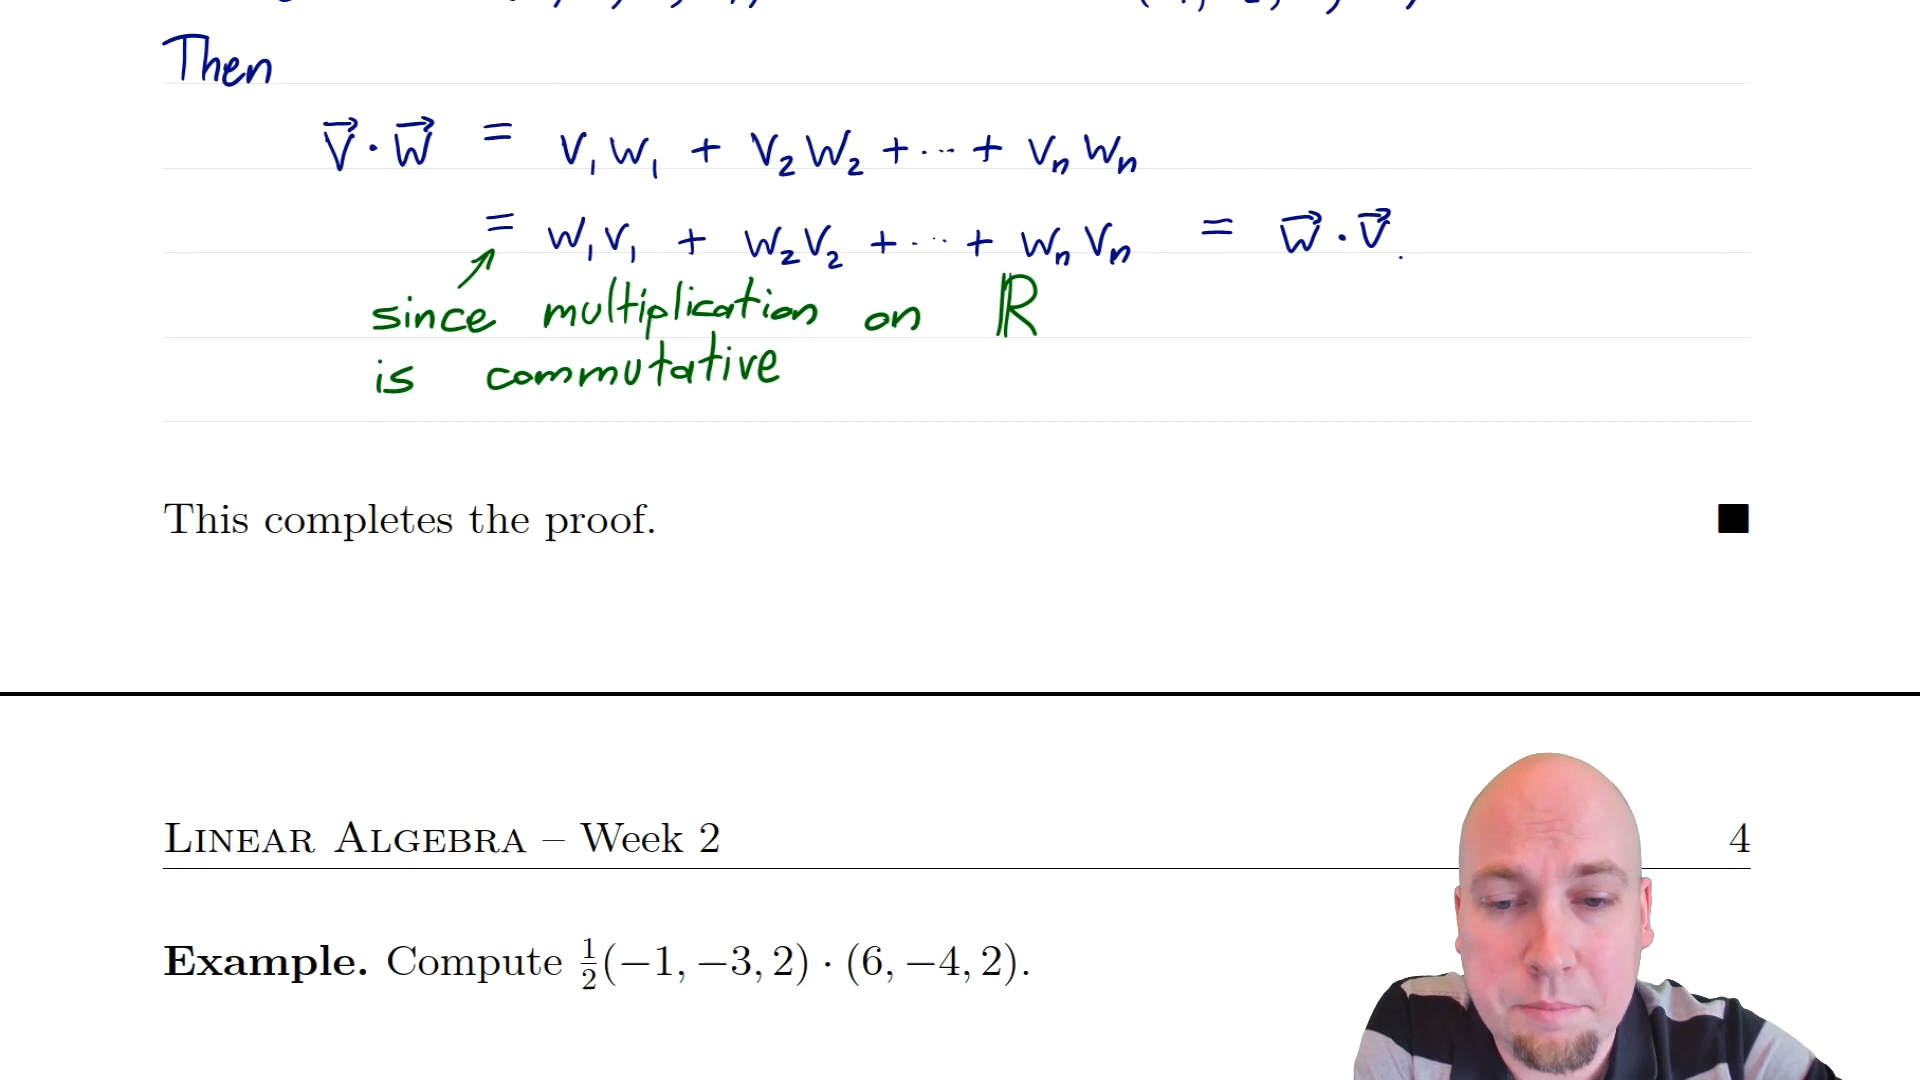 Then
v⃗ · w⃗ = v₁w₁ + v₂w₂ + ··· + vₙwₙ
= w₁v₁ + w₂v₂ + ··· + wₙvₙ = w⃗ · v⃗.
since multiplication on ℝ
is commutative
This completes the proof. ■
LINEAR ALGEBRA – Week 2 4
Example. Compute ½(−1, −3, 2) · (6, −4, 2).